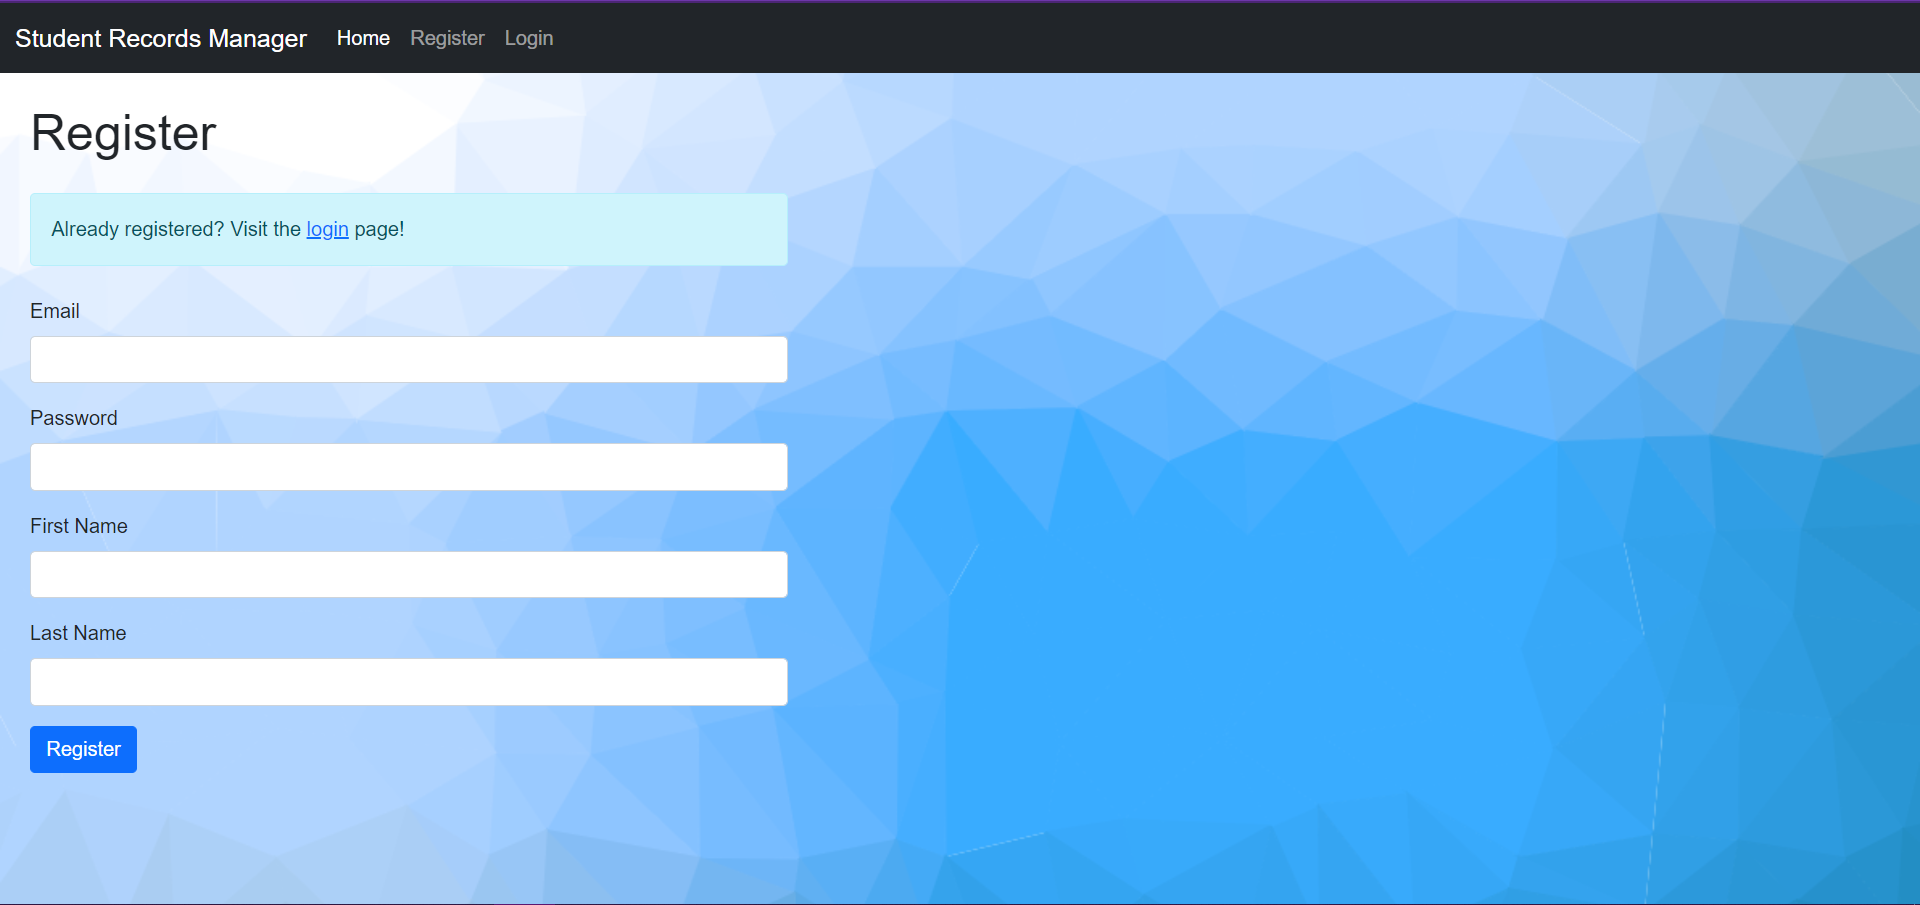 Student Records Manager Home Register Login
Register
Already registered? Visit the login page!
Email
Password
First Name
Last Name
Register